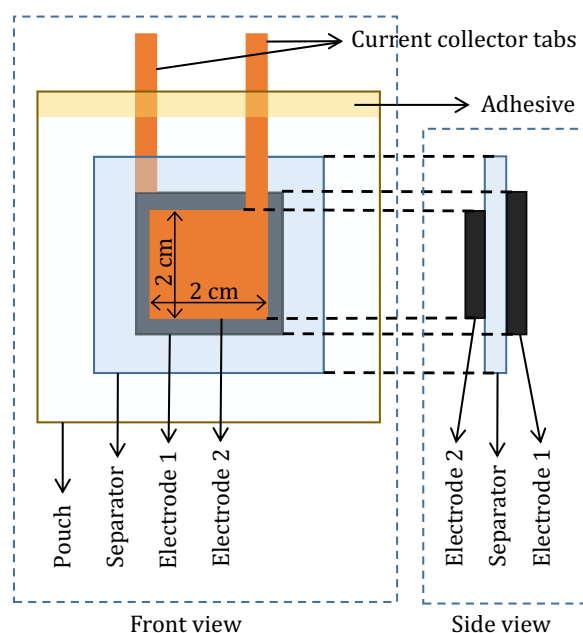 Current collector tabs
Adhesive
2 cm
2 cm
Pouch
Separator
Electrode 1
Electrode 2
Electrode 2
Separator
Electrode 1
Front view
Side view